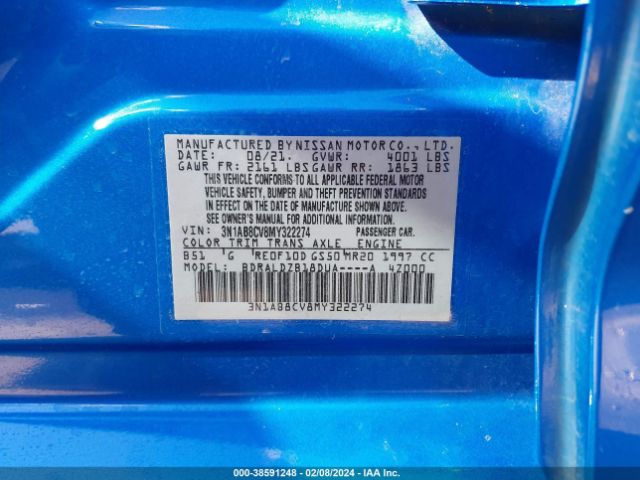 MANUFACTURED BY NISSAN MOTOR CO., LTD.
DATE: 08/21. GVWR: 4001 LBS
GAWR FR: 2161 LBS GAWR RR: 1863 LBS
THIS VEHICLE CONFORMS TO ALL APPLICABLE FEDERAL MOTOR
VEHICLE SAFETY, BUMPER AND THEFT PREVENTION STANDARDS
IN EFFECT ON THE DATE OF MANUFACTURE SHOWN ABOVE.
SEE OWNER'S MANUAL FOR ADDITIONAL INFORMATION.
VIN: 3N1AB8CV8MY322274 PASSENGER CAR.
COLOR TRIM TRANS AXLE ENGINE
B51 G RE0F10D GS50 MR20 1997 CC
MODEL: BDRALDZB18DUA----A 4Z000
3N1AB8CV8MY322274
000-38591248 - 02/08/2024 - IAA Inc.